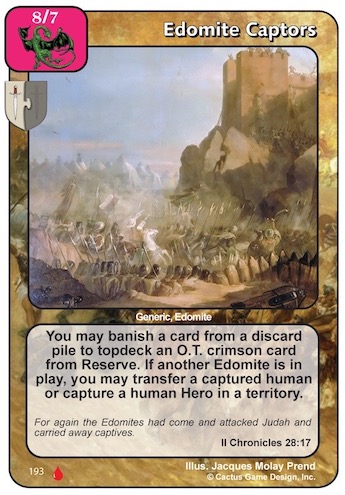 8/7
Edomite Captors
Generic, Edomite
You may banish a card from a discard
pile to topdeck an O.T. crimson card
from Reserve. If another Edomite is in
play, you may transfer a captured human
or capture a human Hero in a territory.
For again the Edomites had come and attacked Judah and
carried away captives.
II Chronicles 28:17
193
Illus. Jacques Molay Prend
© Cactus Game Design, Inc.